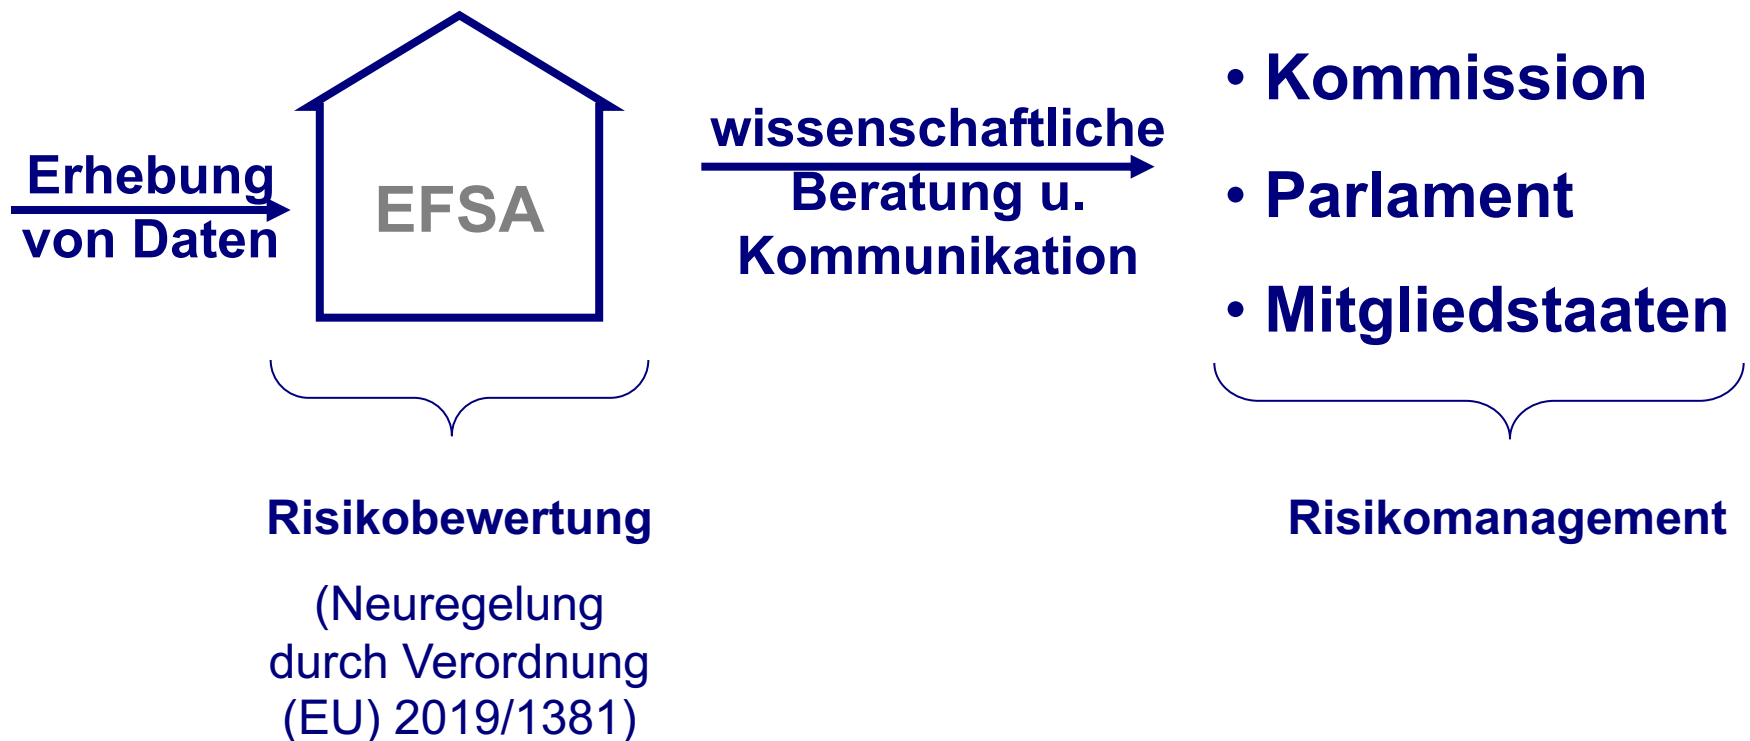 Erhebung
von Daten
EFSA
wissenschaftliche
Beratung u.
Kommunikation
• Kommission
• Parlament
• Mitgliedstaaten
Risikobewertung
(Neuregelung
durch Verordnung
(EU) 2019/1381)
Risikomanagement